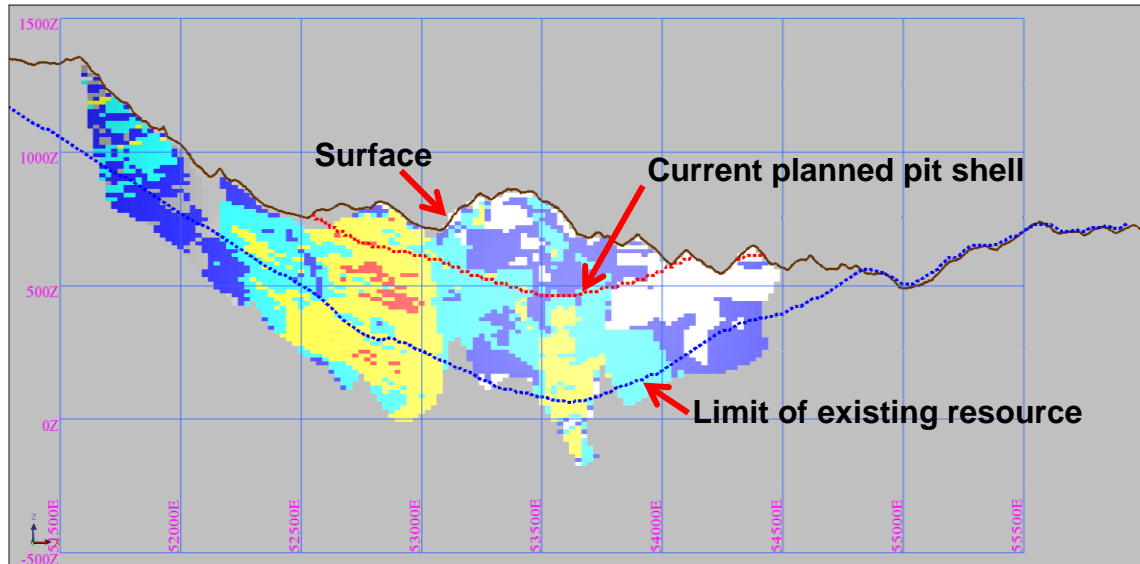 1500Z
1000Z
500Z
0Z
-500Z
Surface
Current planned pit shell
Limit of existing resource
51500E
52000E
52500E
53000E
53500E
54000E
54500E
55000E
55500E
Z
X